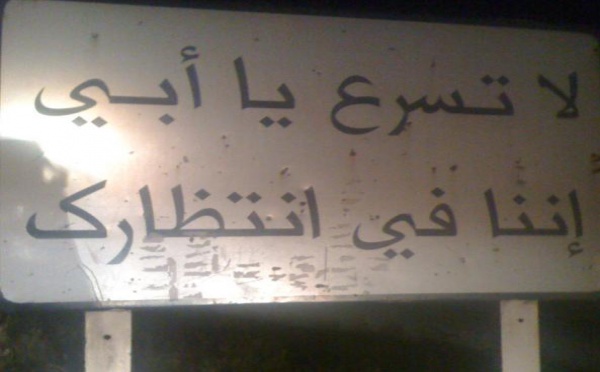 لا تسرع يا أبي
إننا في انتظارك